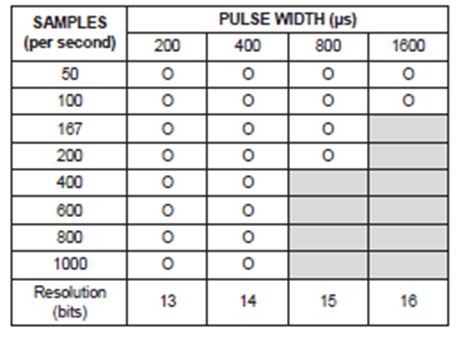 SAMPLES (per second) PULSE WIDTH (µs)
200 400 800 1600
50 O O O O
100 O O O O
167 O O O
200 O O O
400 O O
600 O O
800 O O
1000 O O
Resolution (bits) 13 14 15 16